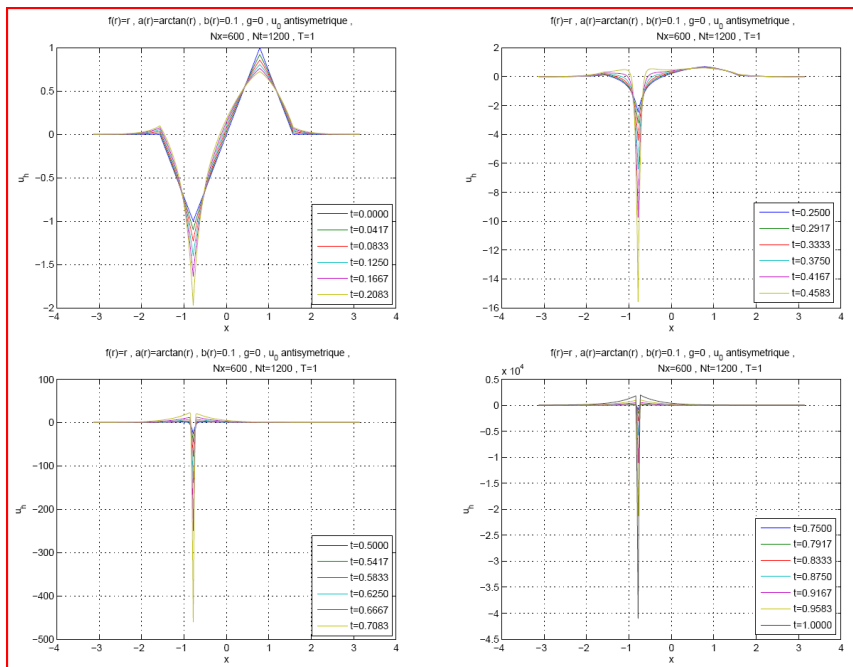 f(r)=r , a(r)=arctan(r) , b(r)=0.1 , g=0 , u0 antisymetrique ,
Nx=600 , Nt=1200 , T=1
1
0.5
0
-0.5
-1
-1.5
-2
uh
-4 -3 -2 -1 0 1 2 3 4
x
t=0.0000
t=0.0417
t=0.0833
t=0.1250
t=0.1667
t=0.2083
f(r)=r , a(r)=arctan(r) , b(r)=0.1 , g=0 , u0 antisymetrique ,
Nx=600 , Nt=1200 , T=1
2
0
-2
-4
-6
-8
-10
-12
-14
-16
uh
-4 -3 -2 -1 0 1 2 3 4
x
t=0.2500
t=0.2917
t=0.3333
t=0.3750
t=0.4167
t=0.4583
f(r)=r , a(r)=arctan(r) , b(r)=0.1 , g=0 , u0 antisymetrique ,
Nx=600 , Nt=1200 , T=1
100
0
-100
-200
-300
-400
-500
uh
-4 -3 -2 -1 0 1 2 3 4
x
t=0.5000
t=0.5417
t=0.5833
t=0.6250
t=0.6667
t=0.7083
f(r)=r , a(r)=arctan(r) , b(r)=0.1 , g=0 , u0 antisymetrique ,
Nx=600 , Nt=1200 , T=1
x 10^4
0.5
0
-0.5
-1
-1.5
-2
-2.5
-3
-3.5
-4
-4.5
uh
-4 -3 -2 -1 0 1 2 3 4
x
t=0.7500
t=0.7917
t=0.8333
t=0.8750
t=0.9167
t=0.9583
t=1.0000